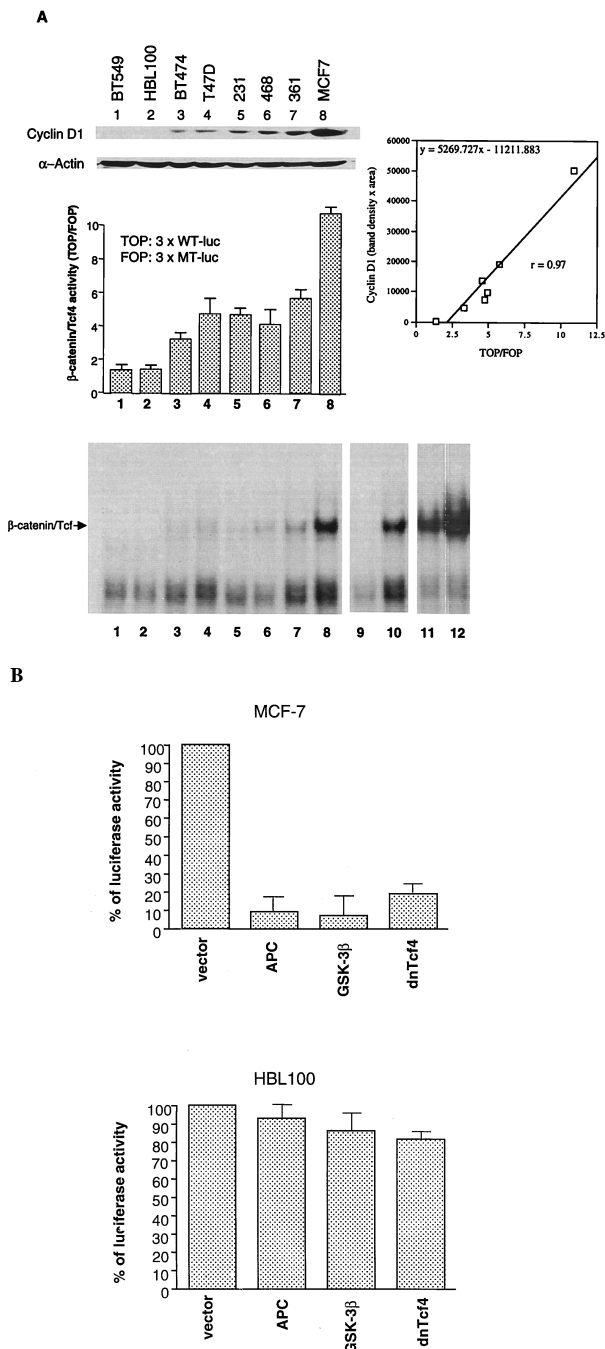 A
BT549
HBL100
BT474
T47D
231
468
361
MCF7
1 2 3 4 5 6 7 8
Cyclin D1
α–Actin
β-catenin/Tcf4 activity (TOP/FOP)
10
8
6
4
2
0
TOP: 3 x WT-luc
FOP: 3 x MT-luc
1 2 3 4 5 6 7 8
Cyclin D1 (band density x area)
60000
50000
40000
30000
20000
10000
0
y = 5269.727x - 11211.883
r = 0.97
0 2.5 5 7.5 10 12.5
TOP/FOP
β-catenin/Tcf
1 2 3 4 5 6 7 8 9 10 11 12
B
MCF-7
% of luciferase activity
100
90
80
70
60
50
40
30
20
10
0
vector
APC
GSK-3β
dnTcf4
HBL100
% of luciferase activity
100
90
80
70
60
50
40
30
20
10
0
vector
APC
GSK-3β
dnTcf4